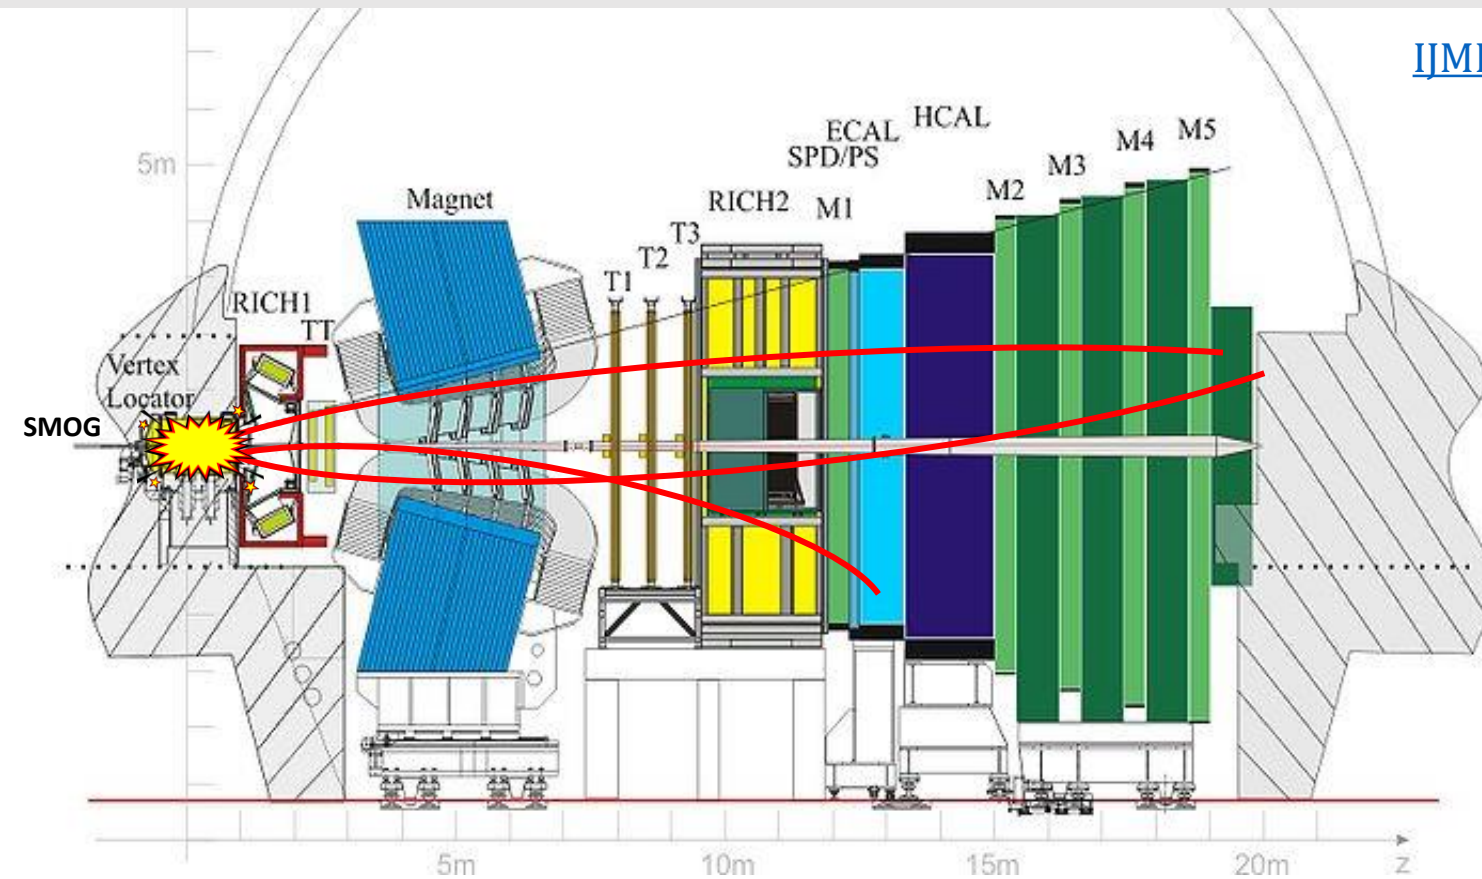 IJM
5m
ECAL
HCAL
SPD/PS
M1
M2
M3
M4
M5
Magnet
RICH2
T1
T2
T3
RICH1
TT
Vertex
Locator
SMOG
5m
10m
15m
20m
z